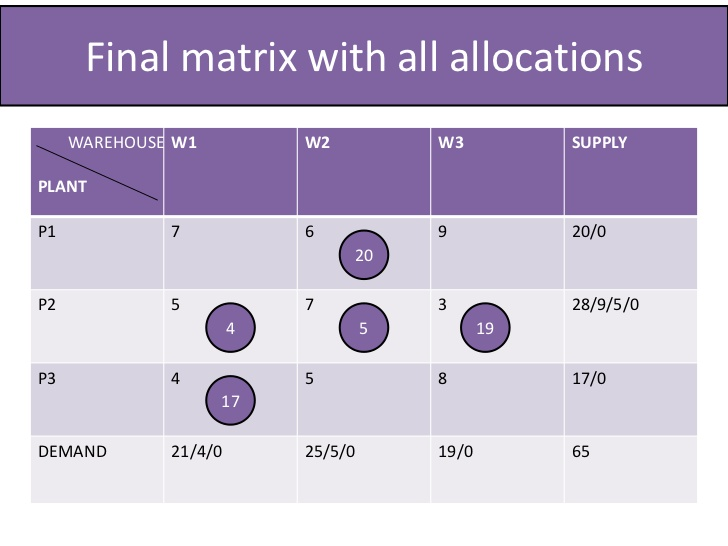 Final matrix with all allocations
WAREHOUSE W1 W2 W3 SUPPLY
PLANT
P1 7 6 20 9 20/0
P2 5 4 7 5 3 19 28/9/5/0
P3 4 17 5 8 17/0
DEMAND 21/4/0 25/5/0 19/0 65